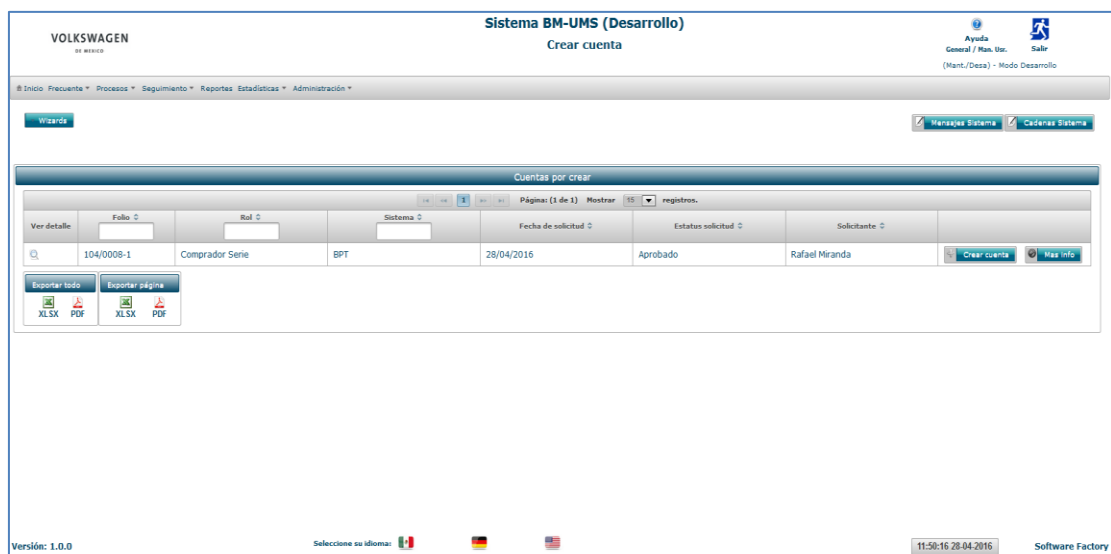 VOLKSWAGEN
DE MEXICO
Sistema BM-UMS (Desarrollo)
Crear cuenta
Ayuda
General / Man. Usr.
Salir
(Mant./Desa) - Modo Desarrollo
Inicio Frecuente Procesos Seguimiento Reportes Estadísticas Administración
Wizards
Mensajes Sistema Cadenas Sistema
Cuentas por crear
1 Página: (1 de 1) Mostrar 15 registros.
Ver detalle Folio Rol Sistema Fecha de solicitud Estatus solicitud Solicitante
104/0008-1 Comprador Serie BPT 28/04/2016 Aprobado Rafael Miranda Crear cuenta Mas info
Exportar todo Exportar página
XLSX PDF XLSX PDF
Versión: 1.0.0 Seleccione su idioma: 11:50:16 28-04-2016 Software Factory